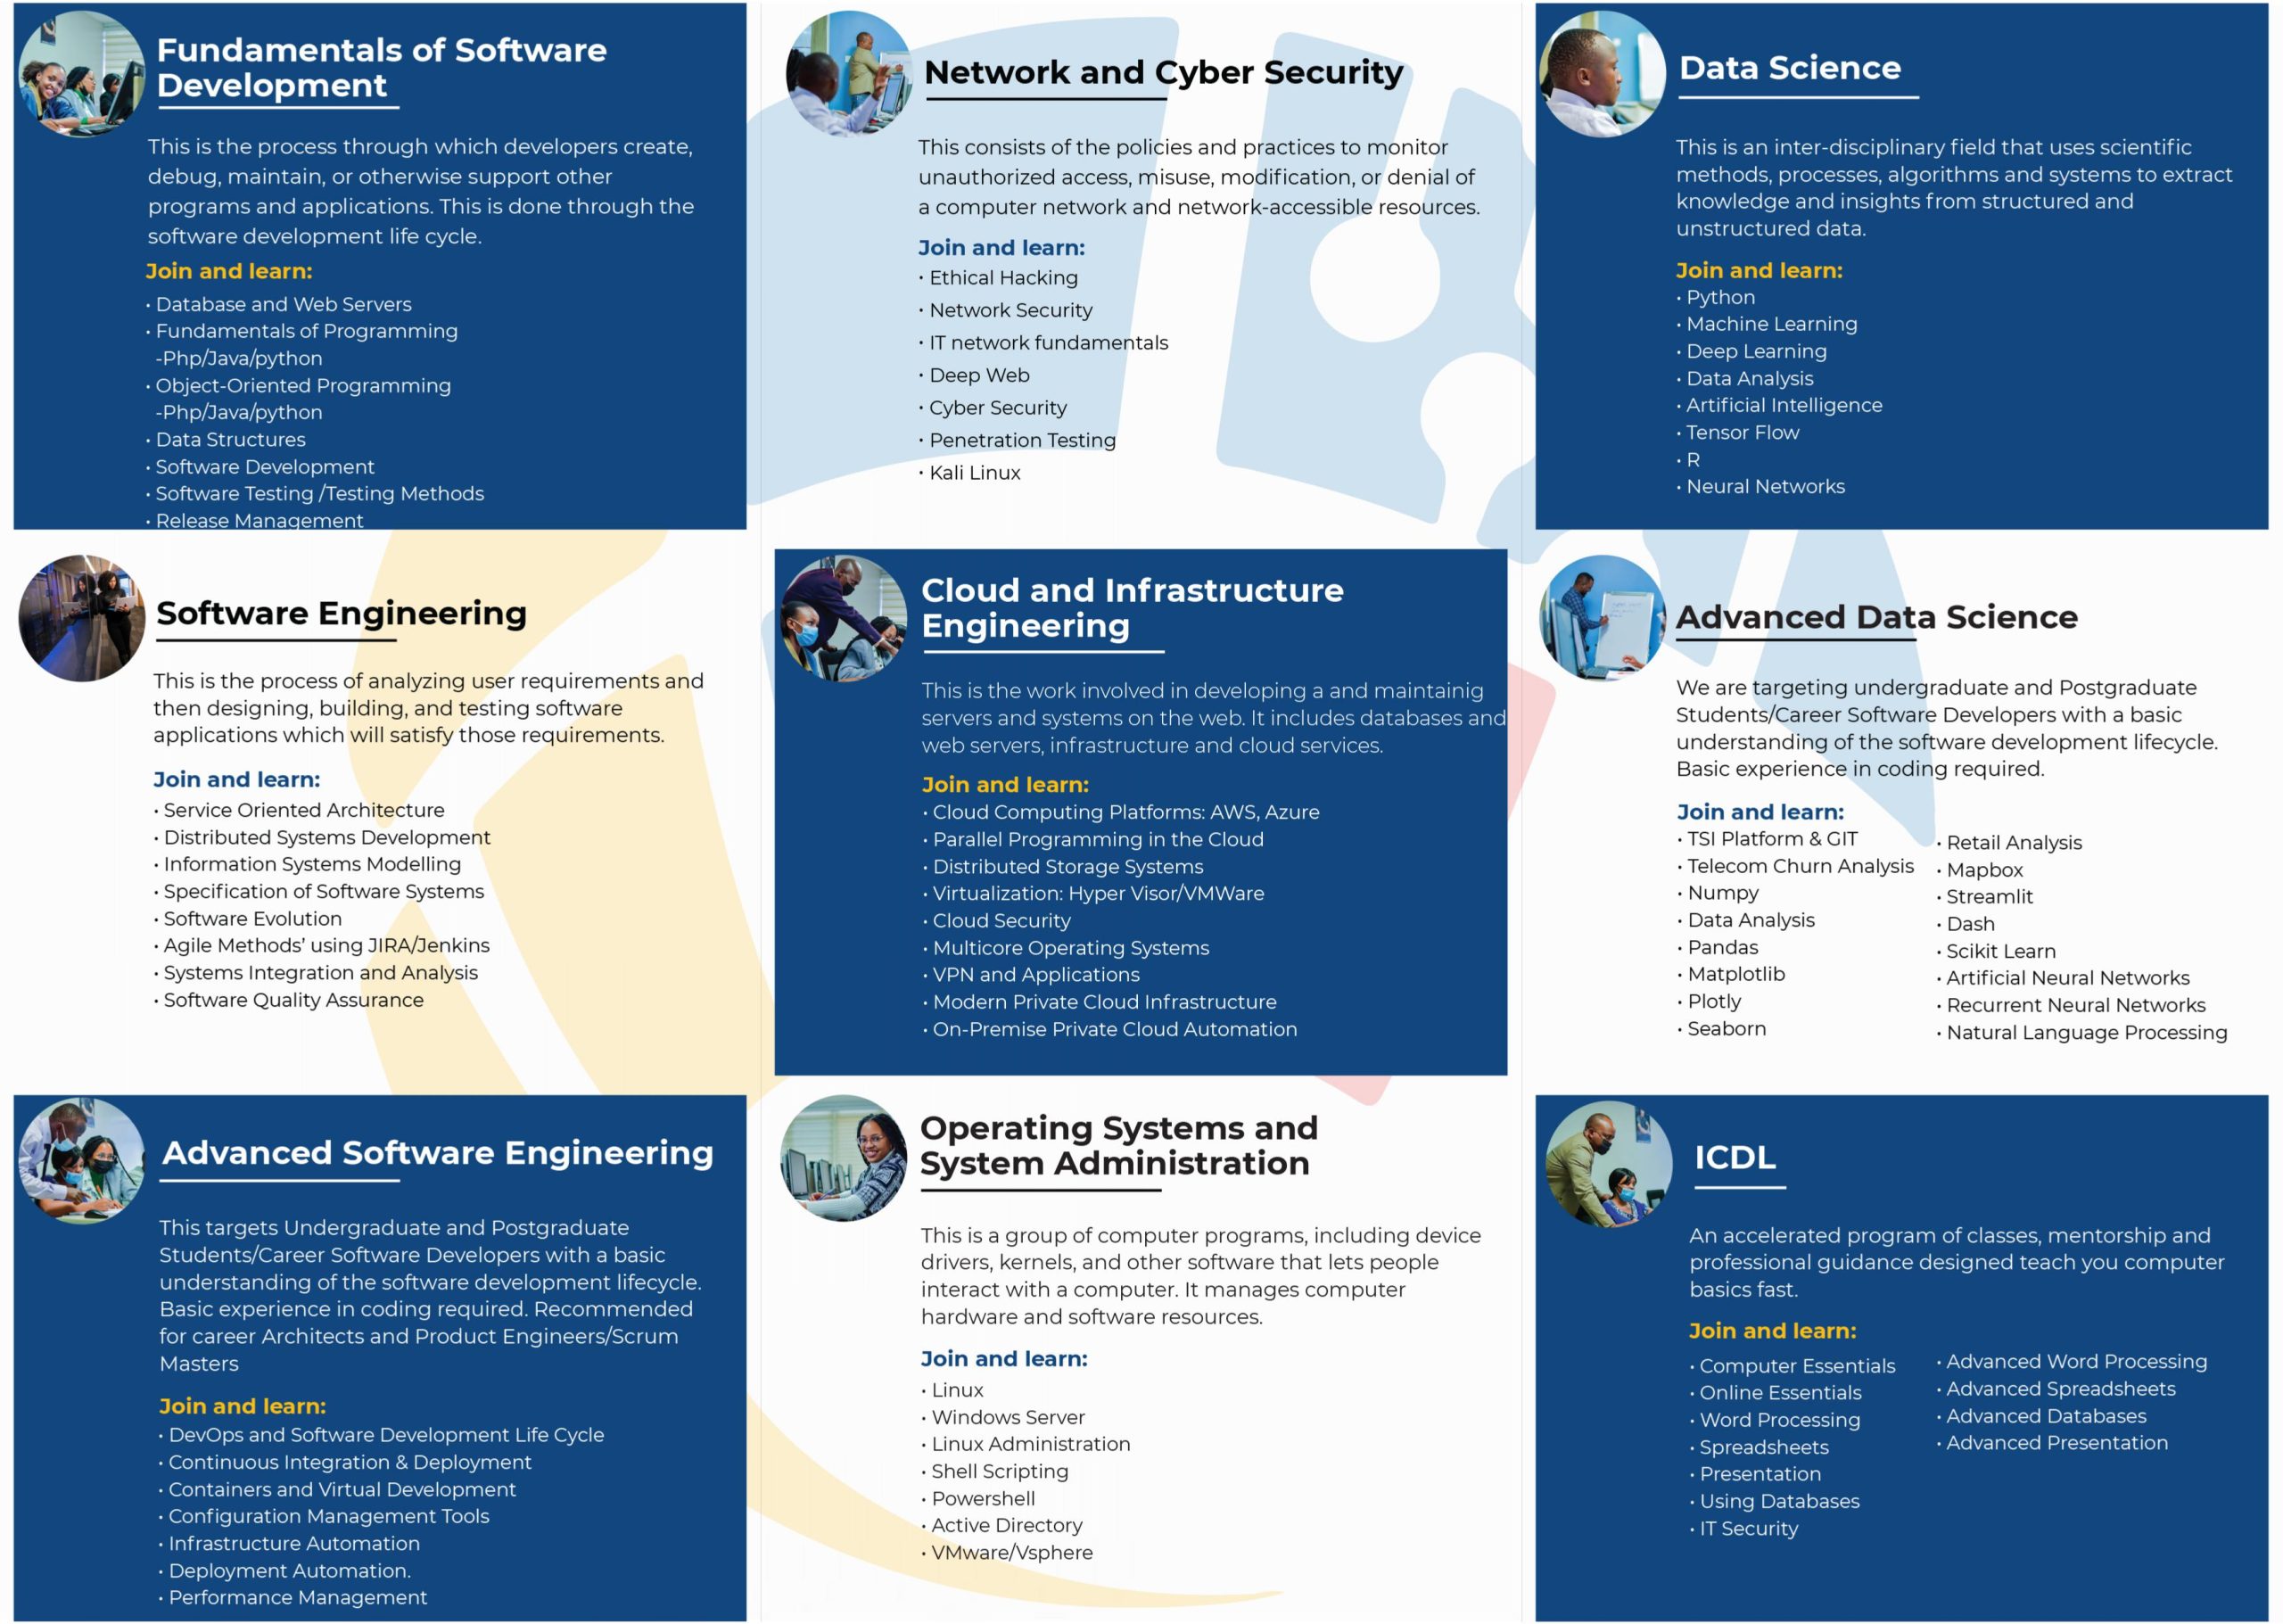 Fundamentals of Software
Development
This is the process through which developers create,
debug, maintain, or otherwise support other
programs and applications. This is done through the
software development life cycle.
Join and learn:
· Database and Web Servers
· Fundamentals of Programming
-Php/Java/python
· Object-Oriented Programming
-Php/Java/python
· Data Structures
· Software Development
· Software Testing /Testing Methods
· Release Management
Network and Cyber Security
This consists of the policies and practices to monitor
unauthorized access, misuse, modification, or denial of
a computer network and network-accessible resources.
Join and learn:
· Ethical Hacking
· Network Security
· IT network fundamentals
· Deep Web
· Cyber Security
· Penetration Testing
· Kali Linux
Data Science
This is an inter-disciplinary field that uses scientific
methods, processes, algorithms and systems to extract
knowledge and insights from structured and
unstructured data.
Join and learn:
· Python
· Machine Learning
· Deep Learning
· Data Analysis
· Artificial Intelligence
· Tensor Flow
· R
· Neural Networks
Software Engineering
This is the process of analyzing user requirements and
then designing, building, and testing software
applications which will satisfy those requirements.
Join and learn:
· Service Oriented Architecture
· Distributed Systems Development
· Information Systems Modelling
· Specification of Software Systems
· Software Evolution
· Agile Methods’ using JIRA/Jenkins
· Systems Integration and Analysis
· Software Quality Assurance
Cloud and Infrastructure
Engineering
This is the work involved in developing a and maintainig
servers and systems on the web. It includes databases and
web servers, infrastructure and cloud services.
Join and learn:
· Cloud Computing Platforms: AWS, Azure
· Parallel Programming in the Cloud
· Distributed Storage Systems
· Virtualization: Hyper Visor/VMWare
· Cloud Security
· Multicore Operating Systems
· VPN and Applications
· Modern Private Cloud Infrastructure
· On-Premise Private Cloud Automation
Advanced Data Science
We are targeting undergraduate and Postgraduate
Students/Career Software Developers with a basic
understanding of the software development lifecycle.
Basic experience in coding required.
Join and learn:
· TSI Platform & GIT
· Telecom Churn Analysis
· Numpy
· Data Analysis
· Pandas
· Matplotlib
· Plotly
· Seaborn
· Retail Analysis
· Mapbox
· Streamlit
· Dash
· Scikit Learn
· Artificial Neural Networks
· Recurrent Neural Networks
· Natural Language Processing
Advanced Software Engineering
This targets Undergraduate and Postgraduate
Students/Career Software Developers with a basic
understanding of the software development lifecycle.
Basic experience in coding required. Recommended
for career Architects and Product Engineers/Scrum
Masters
Join and learn:
· DevOps and Software Development Life Cycle
· Continuous Integration & Deployment
· Containers and Virtual Development
· Configuration Management Tools
· Infrastructure Automation
· Deployment Automation.
· Performance Management
Operating Systems and
System Administration
This is a group of computer programs, including device
drivers, kernels, and other software that lets people
interact with a computer. It manages computer
hardware and software resources.
Join and learn:
· Linux
· Windows Server
· Linux Administration
· Shell Scripting
· Powershell
· Active Directory
· VMware/Vsphere
ICDL
An accelerated program of classes, mentorship and
professional guidance designed teach you computer
basics fast.
Join and learn:
· Computer Essentials
· Online Essentials
· Word Processing
· Spreadsheets
· Presentation
· Using Databases
· IT Security
· Advanced Word Processing
· Advanced Spreadsheets
· Advanced Databases
· Advanced Presentation